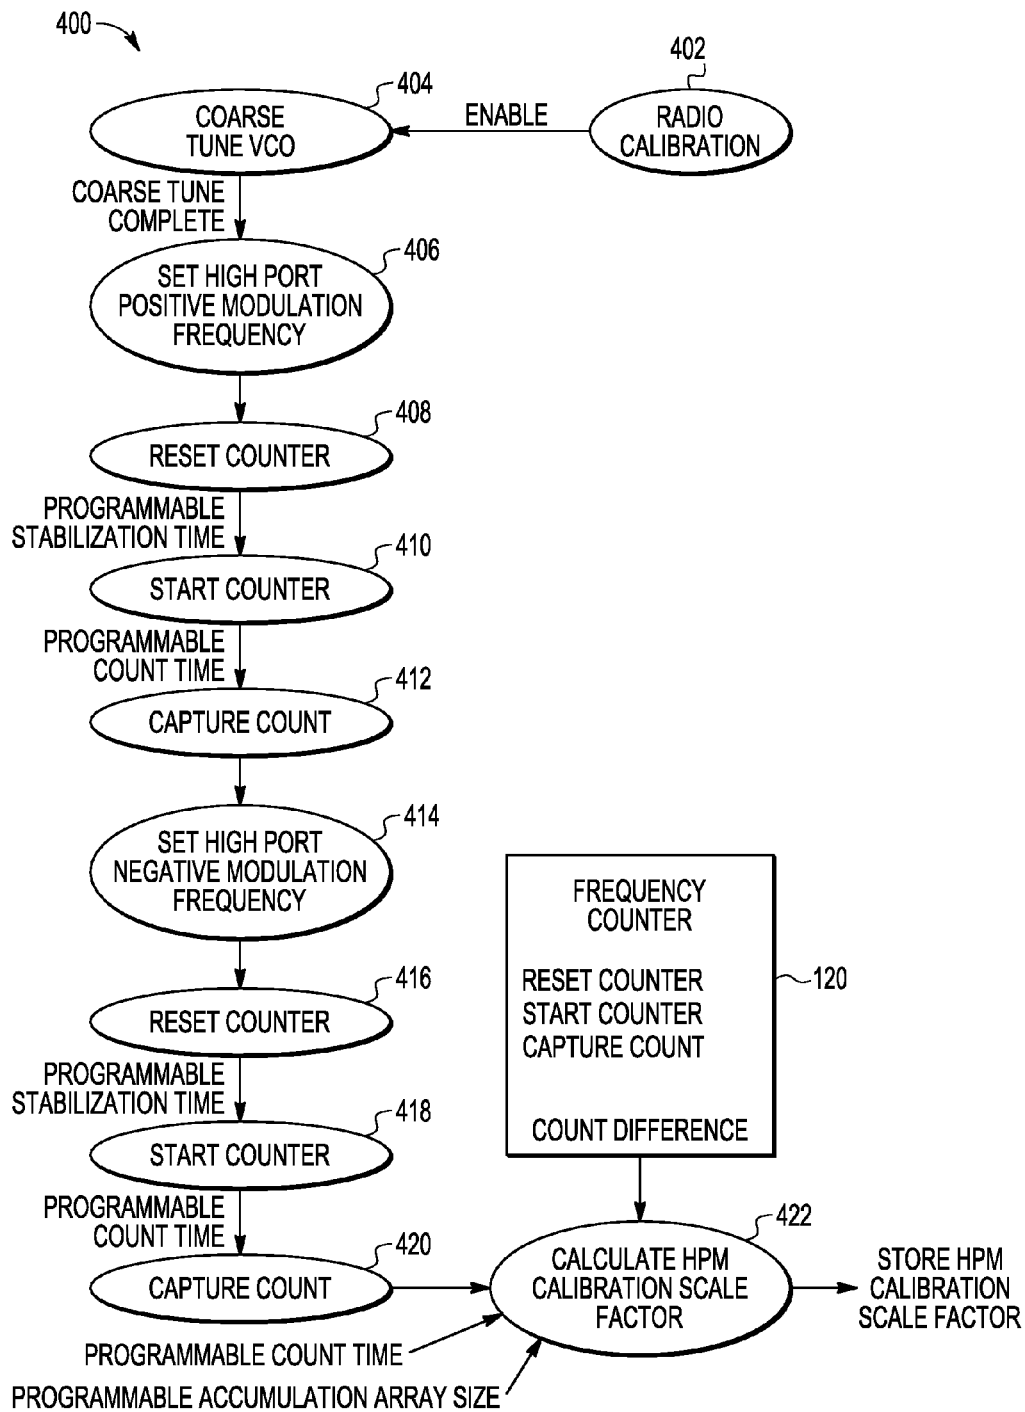 400
402
404
COARSE
TUNE VCO
ENABLE
RADIO
CALIBRATION
COARSE TUNE
COMPLETE
406
SET HIGH PORT
POSITIVE MODULATION
FREQUENCY
408
RESET COUNTER
PROGRAMMABLE
STABILIZATION TIME
410
START COUNTER
PROGRAMMABLE
COUNT TIME
412
CAPTURE COUNT
414
SET HIGH PORT
NEGATIVE MODULATION
FREQUENCY
416
RESET COUNTER
PROGRAMMABLE
STABILIZATION TIME
418
START COUNTER
PROGRAMMABLE
COUNT TIME
420
CAPTURE COUNT
FREQUENCY
COUNTER
RESET COUNTER
START COUNTER
CAPTURE COUNT
COUNT DIFFERENCE
120
422
CALCULATE HPM
CALIBRATION SCALE
FACTOR
STORE HPM
CALIBRATION
SCALE FACTOR
PROGRAMMABLE COUNT TIME
PROGRAMMABLE ACCUMULATION ARRAY SIZE